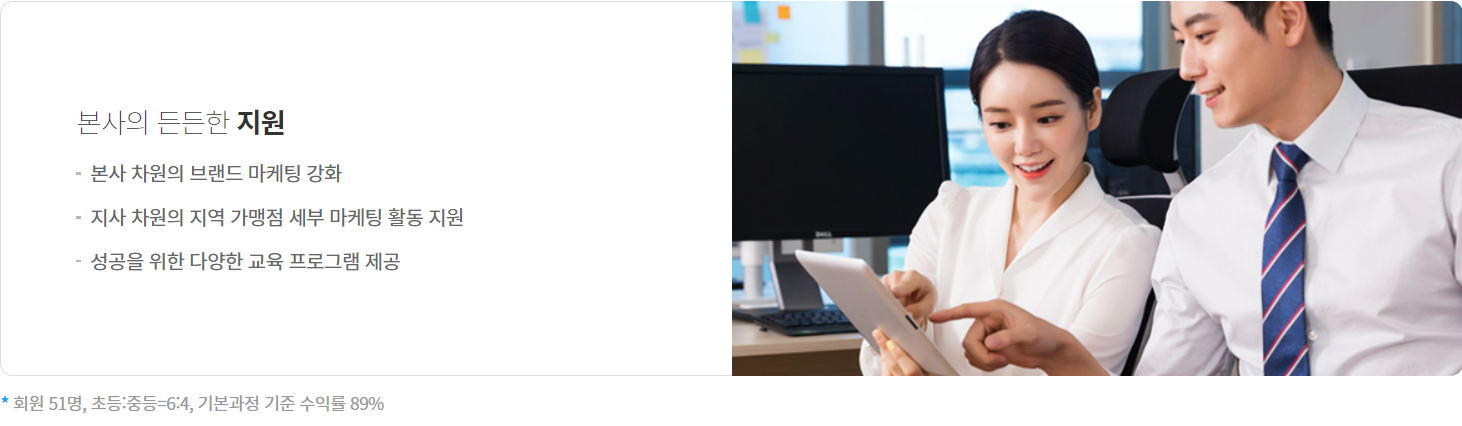 본사의 든든한 지원
- 본사 차원의 브랜드 마케팅 강화
- 지사 차원의 지역 가맹점 세부 마케팅 활동 지원
- 성공을 위한 다양한 교육 프로그램 제공
DELL
* 회원 51명, 초등:중등=6:4, 기본과정 기준 수익률 89%